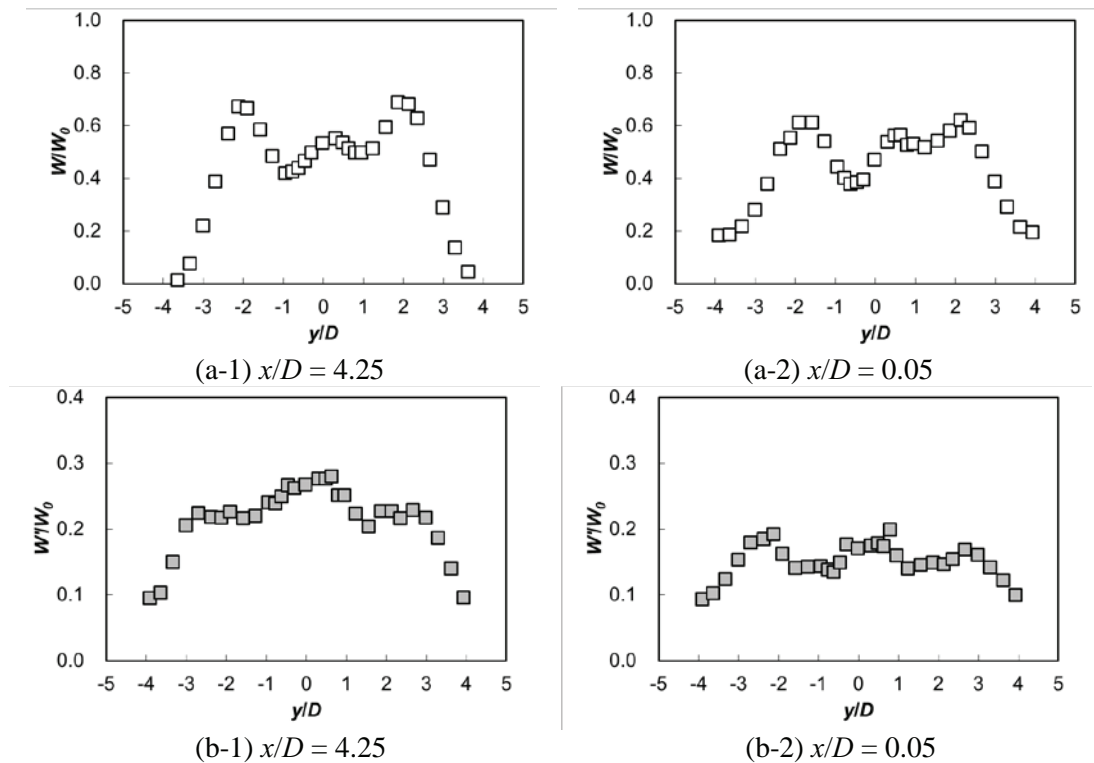 1.0 1.0
0.8 0.8
0.6 0.6
W/W0 W/W0
0.4 0.4
0.2 0.2
0.0 0.0
-5 -4 -3 -2 -1 0 1 2 3 4 5 -5 -4 -3 -2 -1 0 1 2 3 4 5
y/D y/D
(a-1) x/D = 4.25 (a-2) x/D = 0.05
0.4 0.4
0.3 0.3
W'/W0 W'/W0
0.2 0.2
0.1 0.1
0.0 0.0
-5 -4 -3 -2 -1 0 1 2 3 4 5 -5 -4 -3 -2 -1 0 1 2 3 4 5
y/D y/D
(b-1) x/D = 4.25 (b-2) x/D = 0.05